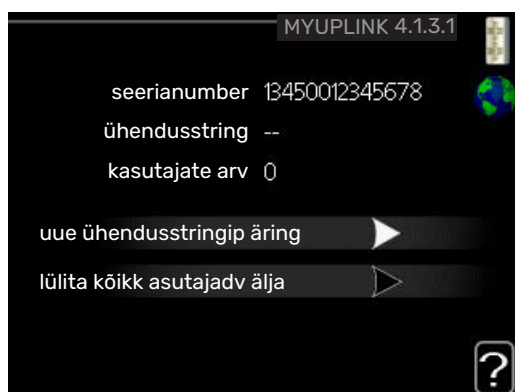 MYUPLINK 4.1.3.1
seerianumber 13450012345678
ühendusstring --
kasutajate arv 0
uue ühendusstringip äring
lülita kõikk asutajadv älja
?